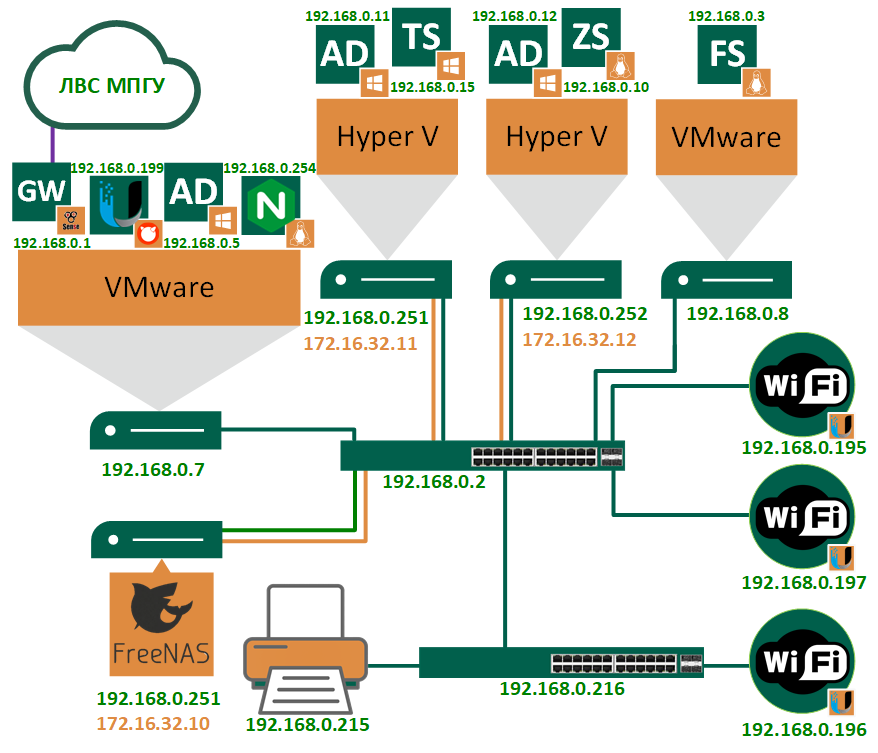 192.168.0.11
192.168.0.12
192.168.0.3
AD
TS
AD
ZS
FS
192.168.0.15
192.168.0.10
ЛВС МПГУ
Hyper V
Hyper V
VMware
192.168.0.199
192.168.0.254
GW
U
AD
N
Sense
192.168.0.1
192.168.0.5
VMware
192.168.0.251
172.16.32.11
192.168.0.252
172.16.32.12
192.168.0.8
Wi Fi
192.168.0.195
192.168.0.7
192.168.0.2
Wi Fi
192.168.0.197
FreeNAS
192.168.0.251
172.16.32.10
192.168.0.215
192.168.0.216
Wi Fi
192.168.0.196